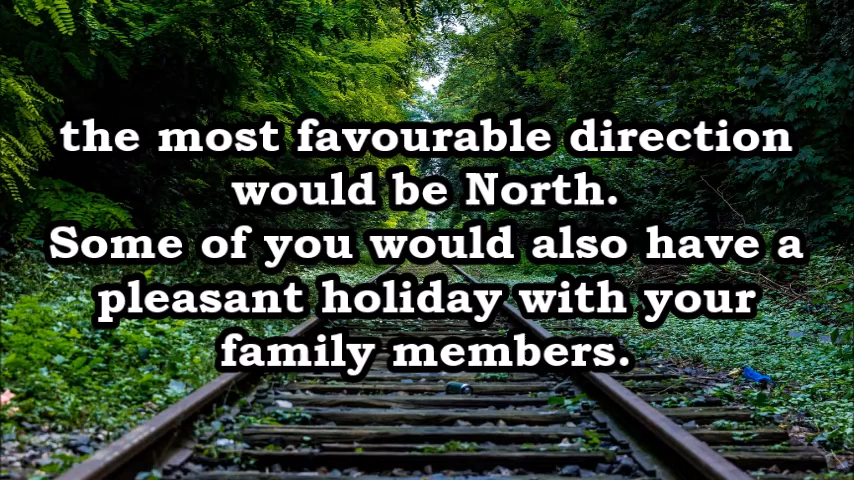 the most favourable direction
would be North.
Some of you would also have a
pleasant holiday with your
family members.